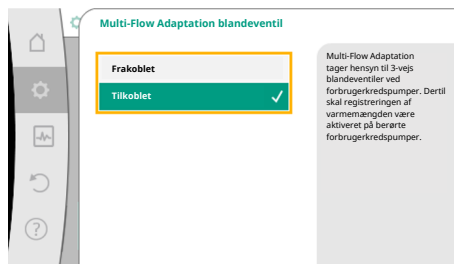 Multi-Flow Adaptation blandeventil
Frakoblet
Tilkoblet
Multi-Flow Adaptation
tager hensyn til 3-vejs
blandeventiler ved
forbrugerkredspumper. Dertil
skal registreringen af
varmemængden være
aktiveret på berørte
forbrugerkredspumper.
?